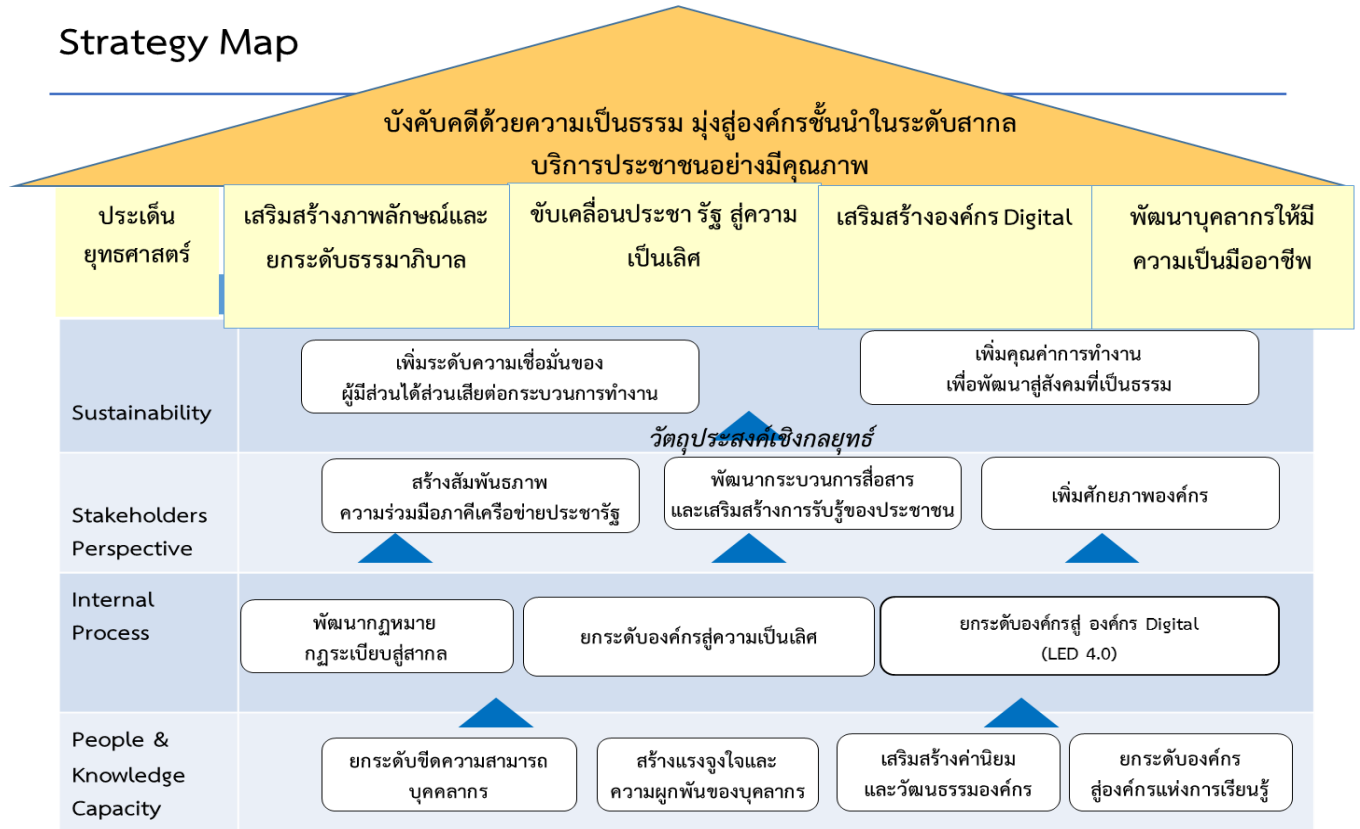 Strategy Map
บังคับคดีด้วยความเป็นธรรม มุ่งสู่องค์กรชั้นนำในระดับสากล
บริการประชาชนอย่างมีคุณภาพ
ประเด็น
ยุทธศาสตร์
เสริมสร้างภาพลักษณ์และ
ยกระดับธรรมาภิบาล
ขับเคลื่อนประชา รัฐ สู่ความ
เป็นเลิศ
เสริมสร้างองค์กร Digital
พัฒนาบุคลากรให้มี
ความเป็นมืออาชีพ
Sustainability
เพิ่มระดับความเชื่อมั่นของ
ผู้มีส่วนได้ส่วนเสียต่อกระบวนการทำงาน
เพิ่มคุณค่าการทำงาน
เพื่อพัฒนาสู่สังคมที่เป็นธรรม
วัตถุประสงค์เชิงกลยุทธ์
Stakeholders
Perspective
สร้างสัมพันธภาพ
ความร่วมมือภาคีเครือข่ายประชารัฐ
พัฒนากระบวนการสื่อสาร
และเสริมสร้างการรับรู้ของประชาชน
เพิ่มศักยภาพองค์กร
Internal
Process
พัฒนากฎหมาย
กฎระเบียบสู่สากล
ยกระดับองค์กรสู่ความเป็นเลิศ
ยกระดับองค์กรสู่ องค์กร Digital
(LED 4.0)
People &
Knowledge
Capacity
ยกระดับขีดความสามารถ
บุคคลากร
สร้างแรงจูงใจและ
ความผูกพันของบุคลากร
เสริมสร้างค่านิยม
และวัฒนธรรมองค์กร
ยกระดับองค์กร
สู่องค์กรแห่งการเรียนรู้